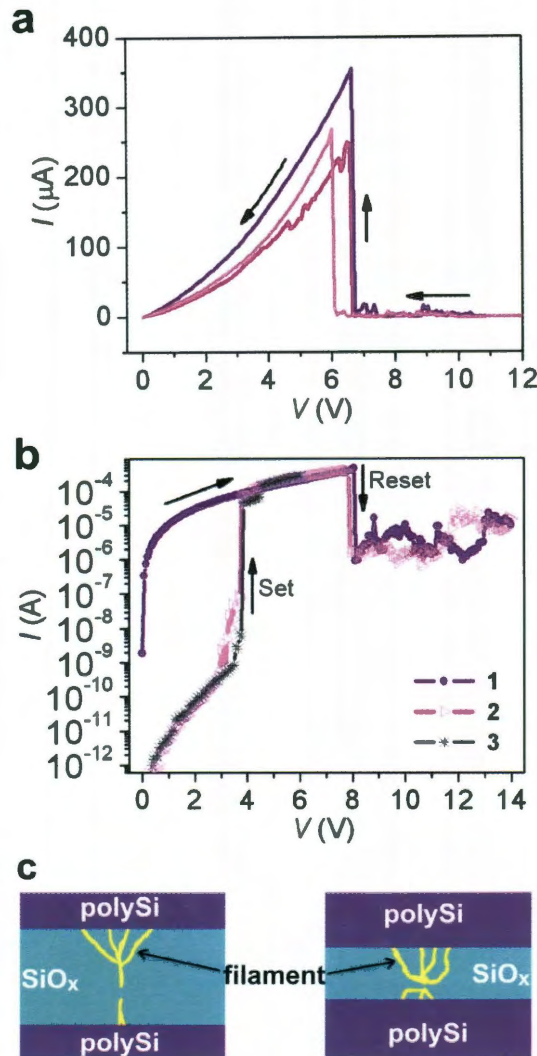 a
400
300
200
100
0
I (μA)
0 2 4 6 8 10 12
V (V)
b
10⁻⁴
10⁻⁵
10⁻⁶
10⁻⁷
10⁻⁸
10⁻⁹
10⁻¹⁰
10⁻¹¹
10⁻¹²
I (A)
Reset
Set
1
2
3
0 2 4 6 8 10 12 14
V (V)
c
polySi
polySi
filament
SiOₓ
SiOₓ
polySi
polySi